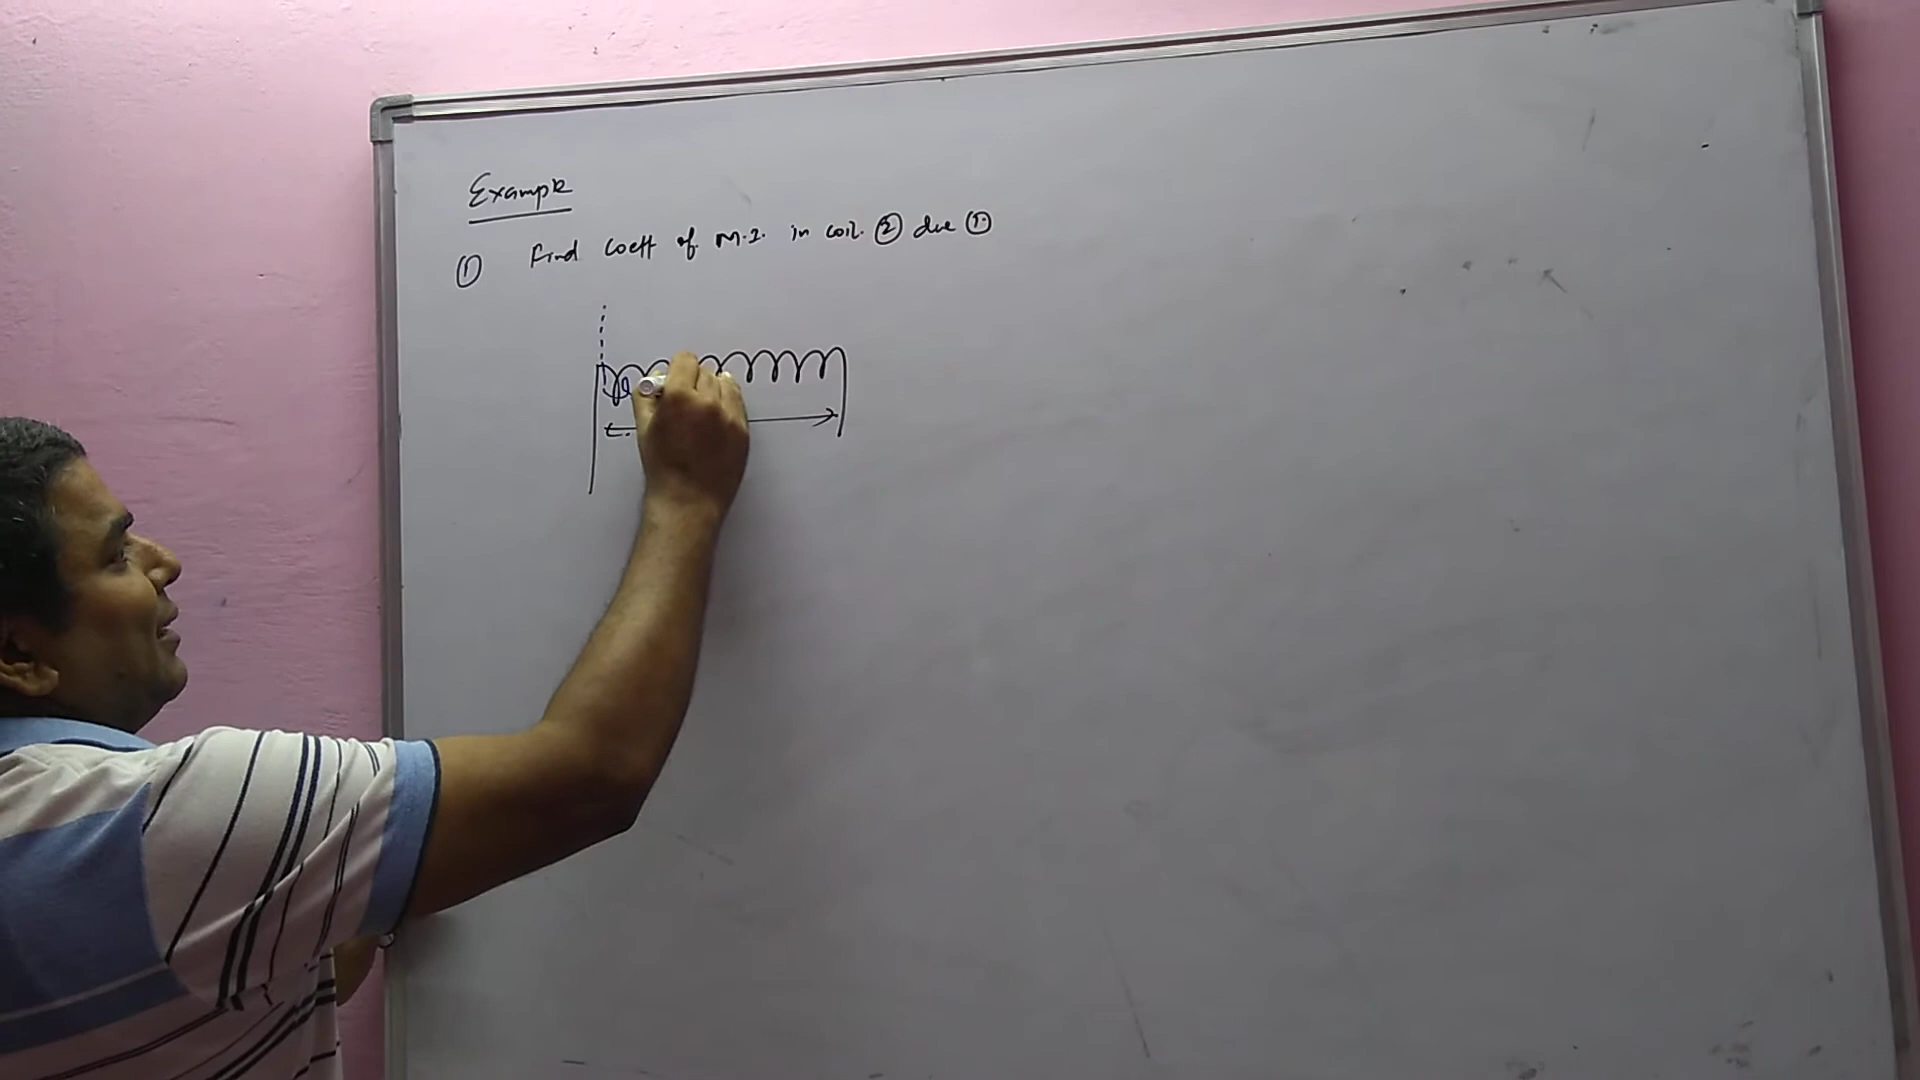 Example
① Find Coeff of M.I. in coil. ② due ①